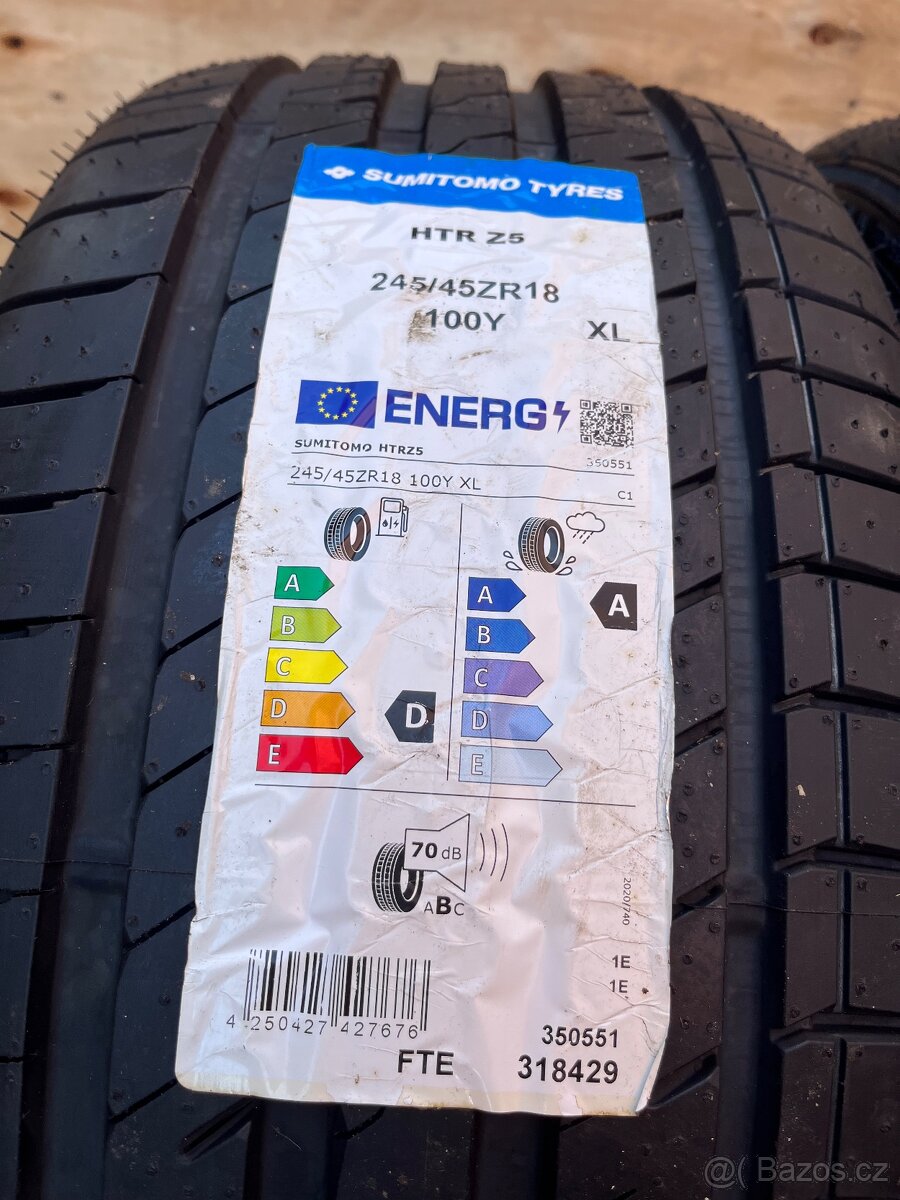 SUMITOMO TYRES
HTR Z5
245/45ZR18
100Y XL
ENERG
SUMITOMO HTRZ5
350551
245/45ZR18 100Y XL
C1
A
B
C
D
E
D
A
B
C
D
E
A
70 dB
ABC
2020/740
1E
1E
4 250427 427676
350551
FTE 318429
@( Bazos.cz